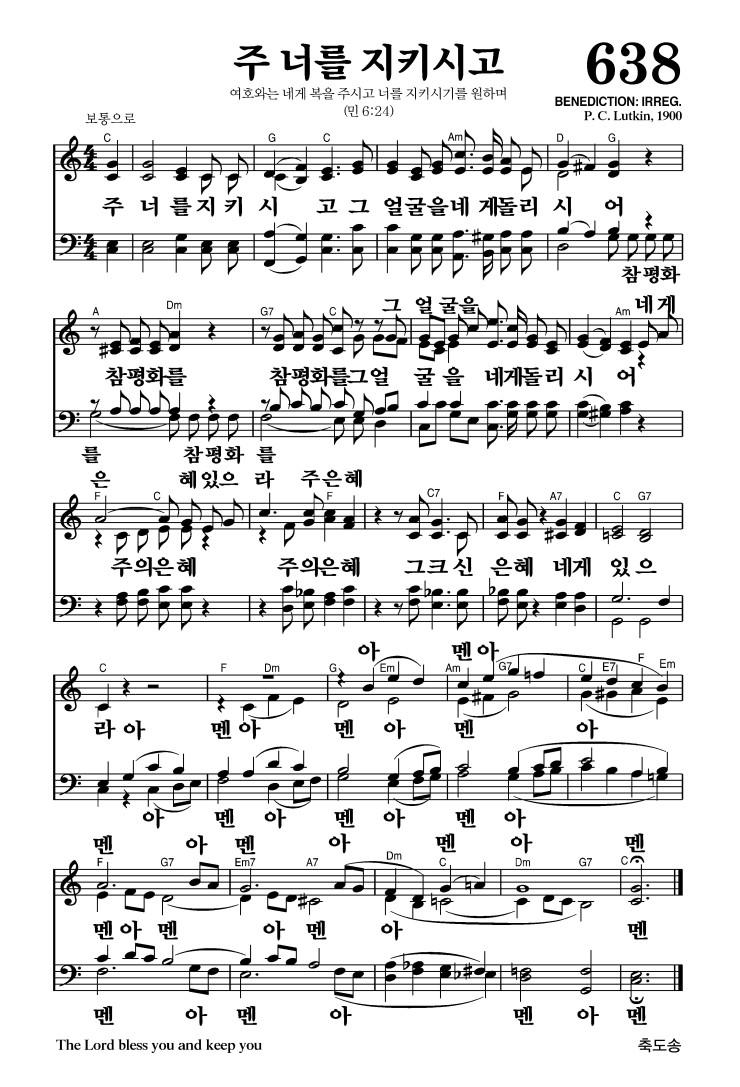 주 너를 지키시고
638
여호와는 네게 복을 주시고 너를 지키시기를 원하며
(민 6:24)
BENEDICTION: IRREG.
P. C. Lutkin, 1900
보통으로
C G Am D G
주 너 를 지 키 시 고 그 얼 굴 을 네 게 돌 리 시 어
참 평 화
그 얼 굴 을 네 게
A Dm G7 C Am
참 평 화 를 참 평 화 를 그 얼 굴 을 네 게 돌 리 시 어
를 참 평 화 를
은 혜 있 으 라 주 은 혜
F C F C7 F A7 C G7
주 의 은 혜 주 의 은 혜 그 크 신 은 혜 네 게 있 으
아 멘 아
C F Dm G Em Am G7 C E7 F Em
라 아 멘 아 멘 아 멘 아
아 멘 아 멘 아
멘 아 멘 아 멘 아 멘
F G7 Em7 A7 Dm C Dm G7 C
멘 아 멘 아 멘 아 멘
멘 아 멘 아 멘 아 멘
The Lord bless you and keep you
축도송